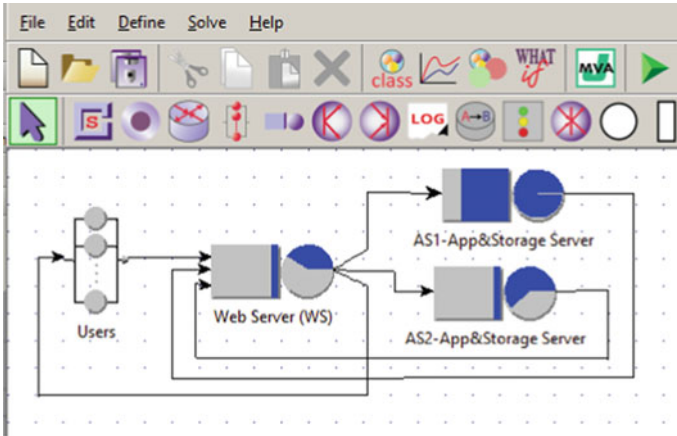 File Edit Define Solve Help
class WHAT if MVA
S LOG A→B
AS1-App&Storage Server
Users
Web Server (WS)
AS2-App&Storage Server